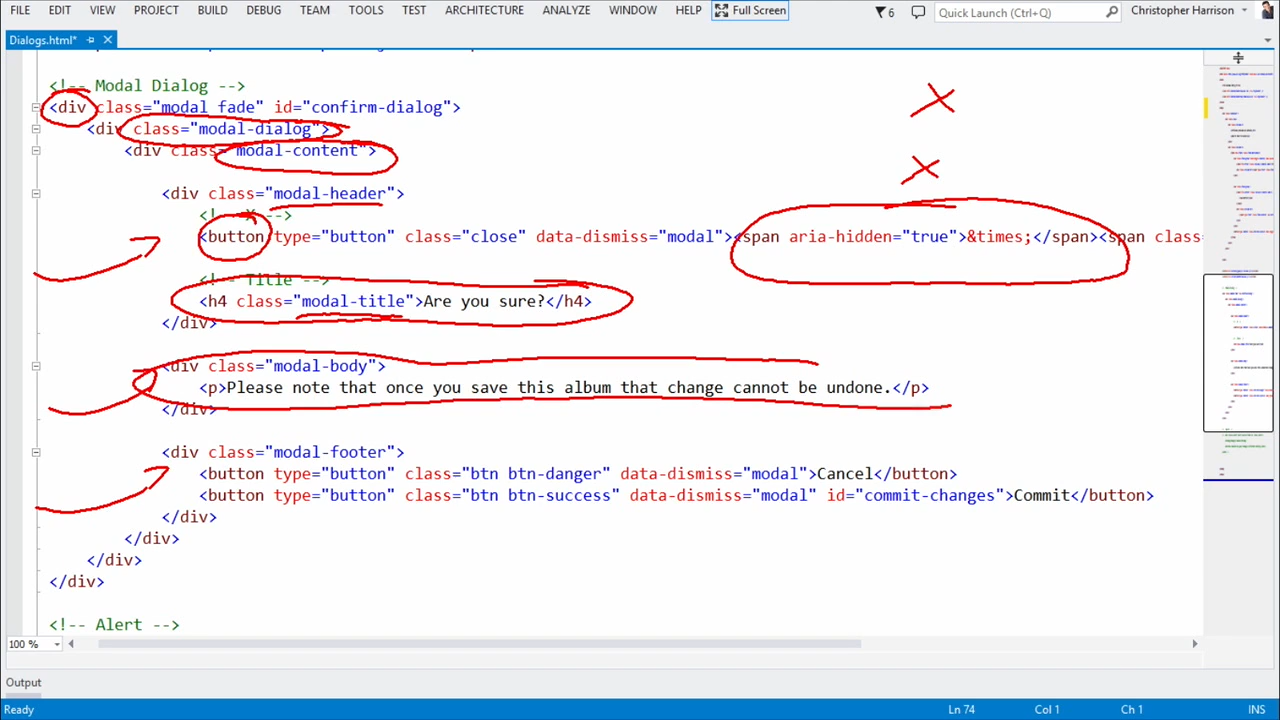 FILE EDIT VIEW PROJECT BUILD DEBUG TEAM TOOLS TEST ARCHITECTURE ANALYZE WINDOW HELP Full Screen 6 Quick Launch (Ctrl+Q) Christopher Harrison
Dialogs.html*
<!-- Modal Dialog -->
<div class="modal fade" id="confirm-dialog">
<div class="modal-dialog">
<div class="modal-content">
<div class="modal-header">
<!-- X -->
<button type="button" class="close" data-dismiss="modal"><span aria-hidden="true">&times;</span><span class=
<!-- Title -->
<h4 class="modal-title">Are you sure?</h4>
</div>
<div class="modal-body">
<p>Please note that once you save this album that change cannot be undone.</p>
</div>
<div class="modal-footer">
<button type="button" class="btn btn-danger" data-dismiss="modal">Cancel</button>
<button type="button" class="btn btn-success" data-dismiss="modal" id="commit-changes">Commit</button>
</div>
</div>
</div>
</div>
<!-- Alert -->
100 %
Output
Ready Ln 74 Col 1 Ch 1 INS